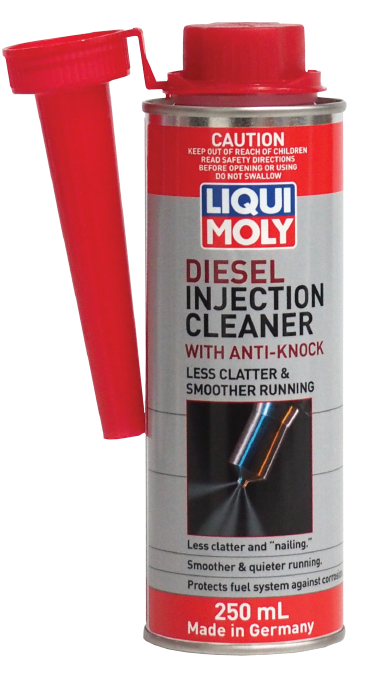 CAUTION
KEEP OUT OF REACH OF CHILDREN
READ SAFETY DIRECTIONS
BEFORE OPENING OR USING
DO NOT SWALLOW
LIQUI
MOLY
DIESEL
INJECTION
CLEANER
WITH ANTI-KNOCK
LESS CLATTER &
SMOOTHER RUNNING
Less clatter and "nailing."
Smoother & quieter running.
Protects fuel system against
250 mL
Made in Germany